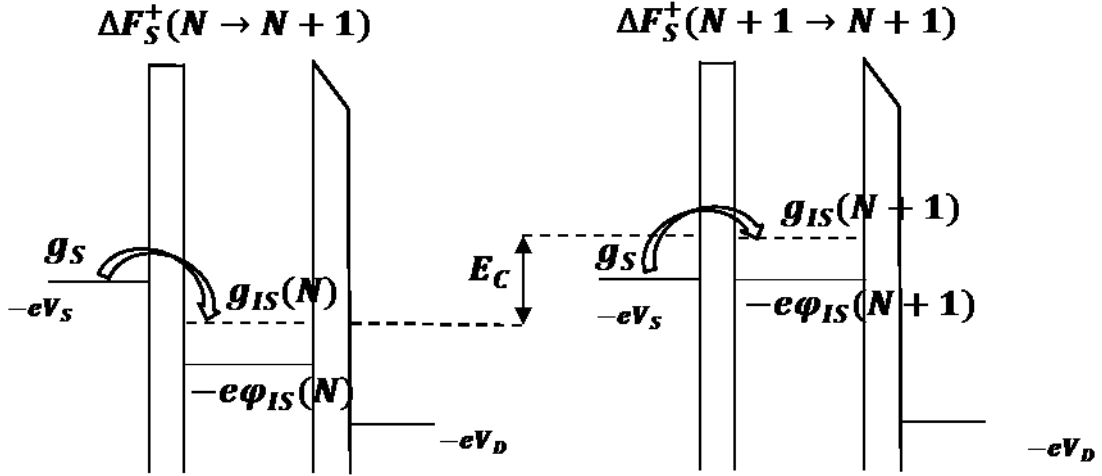 ΔF_S^+(N → N + 1)
ΔF_S^+(N + 1 → N + 1)
g_S
g_IS(N)
-eV_S
-eφ_IS(N)
-eV_D
E_C
g_IS(N + 1)
g_S
-eV_S
-eφ_IS(N + 1)
-eV_D